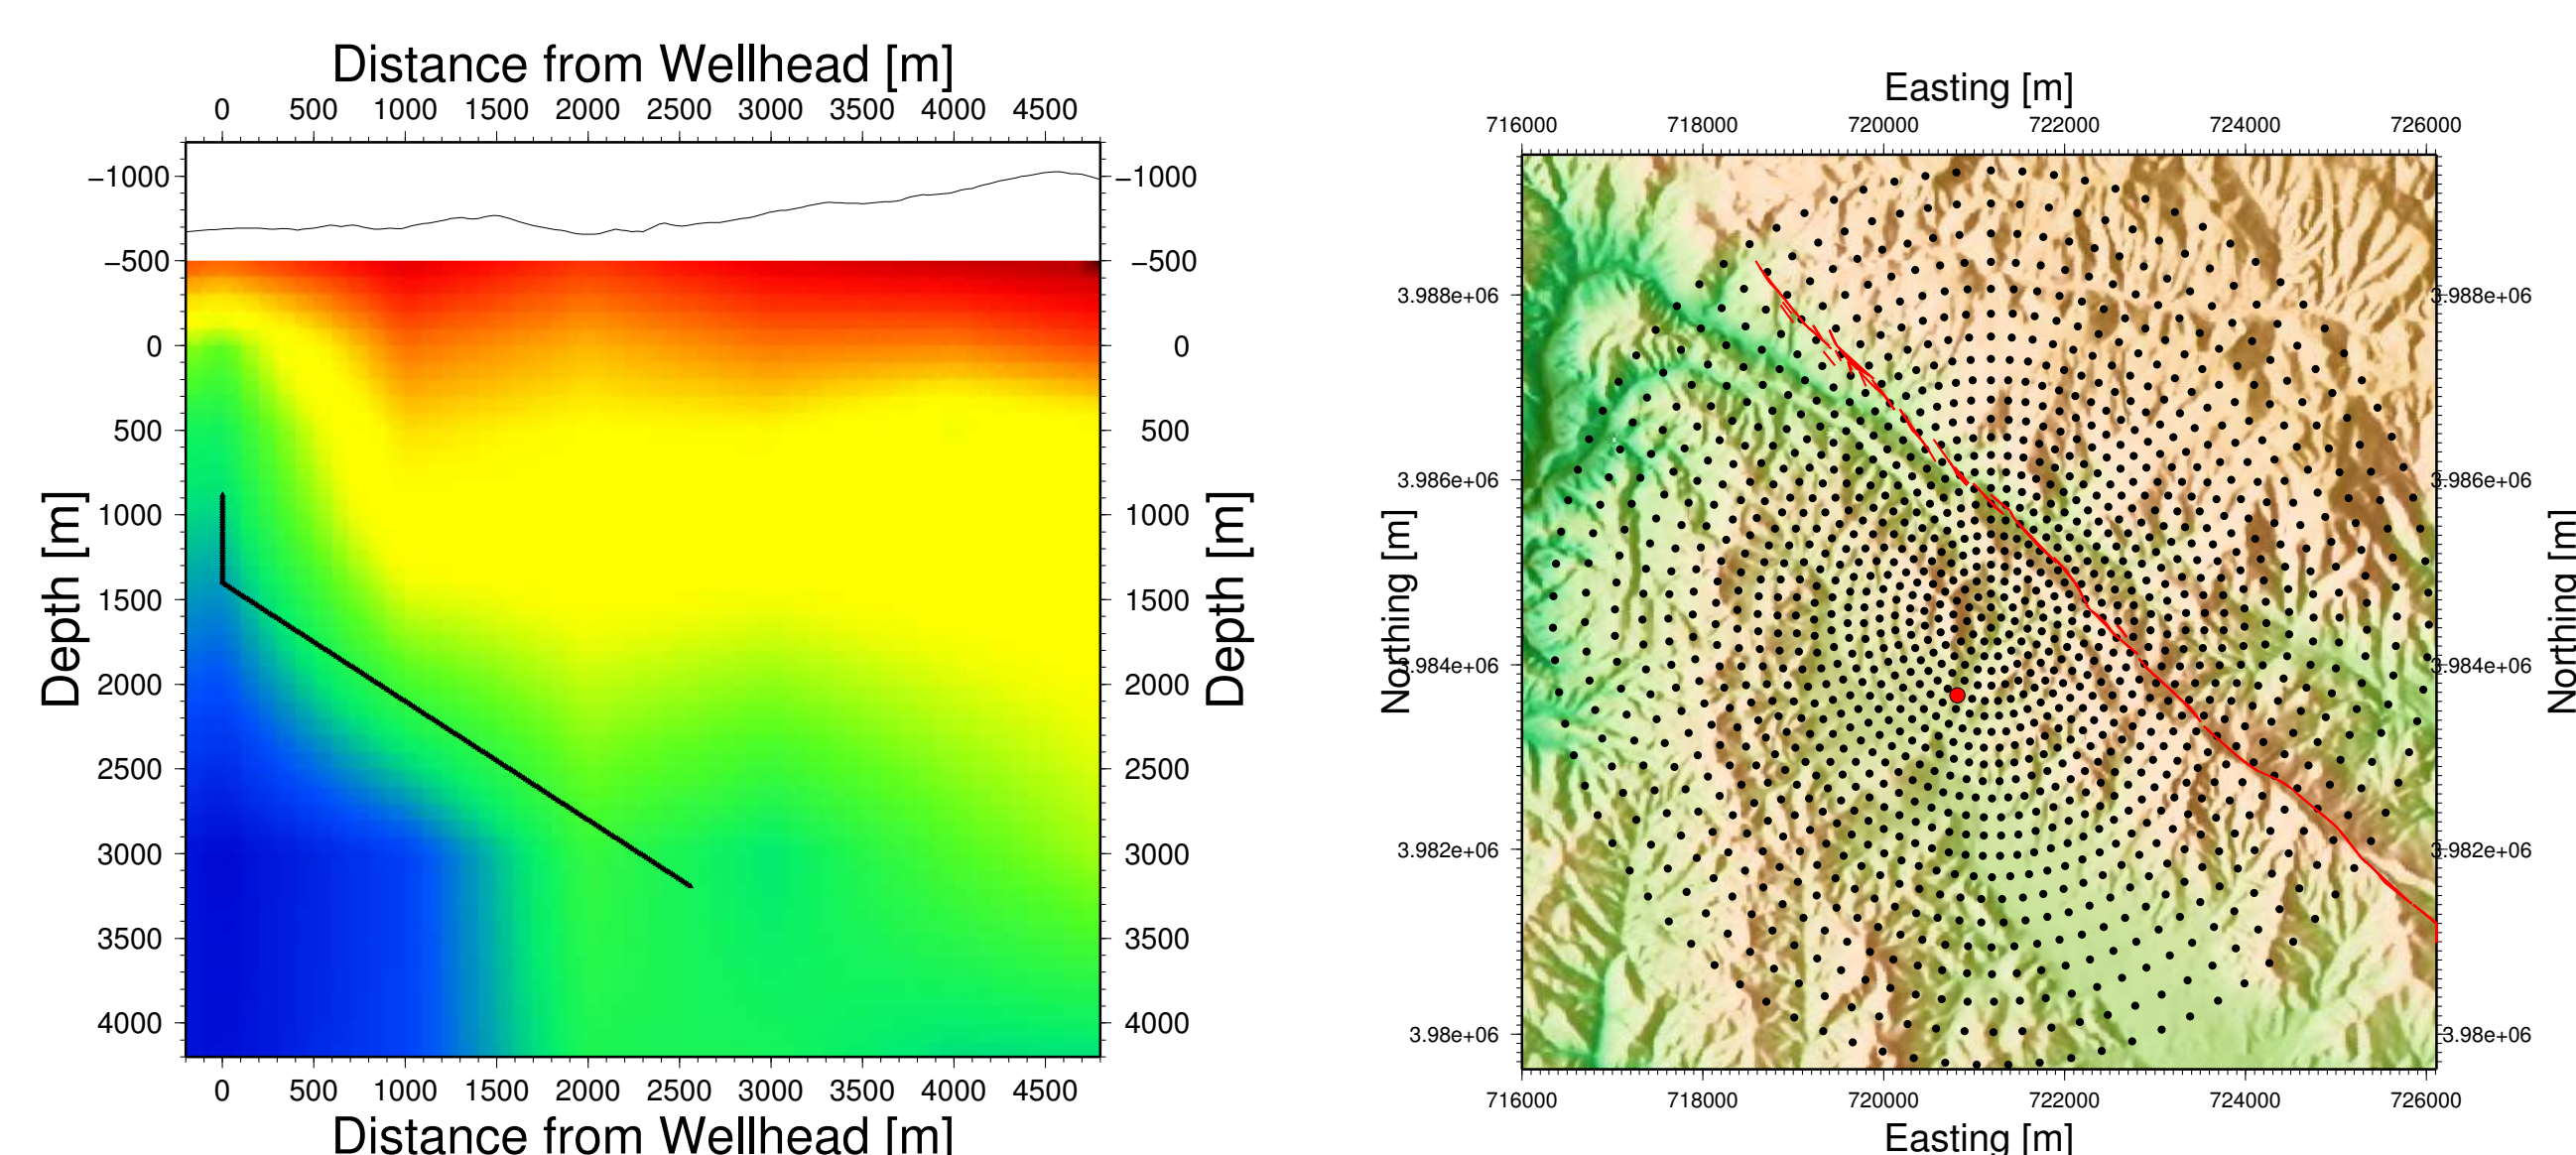 Distance from Wellhead [m]
0 500 1000 1500 2000 2500 3000 3500 4000 4500
−1000 −1000
−500 −500
0 0
500 500
1000 1000
1500 1500
2000 2000
2500 2500
3000 3000
3500 3500
4000 4000
Depth [m]
Depth [m]
0 500 1000 1500 2000 2500 3000 3500 4000 4500
Distance from Wellhead [m]
Easting [m]
716000 718000 720000 722000 724000 726000
3.988e+06 3.988e+06
3.986e+06 3.986e+06
3.984e+06 3.984e+06
3.982e+06 3.982e+06
3.98e+06 3.98e+06
Northing [m]
Northing [m]
716000 718000 720000 722000 724000 726000
Easting [m]